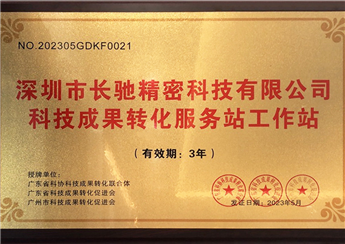 NO.202305GDKF0021
深圳市长驰精密科技有限公司
科技成果转化服务站工作站
（有效期：3年）
授牌单位：
广东省科协科技成果转化联合体
广东省科技成果转化促进会
广州市科技成果转化促进会
发证日期：2023年5月